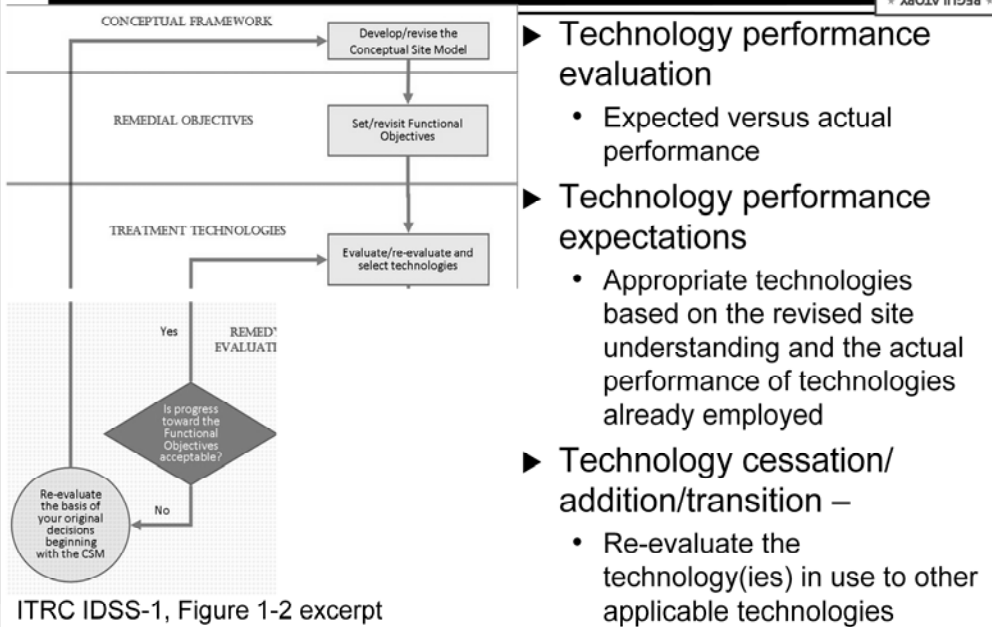 CONCEPTUAL FRAMEWORK
Develop/revise the
Conceptual Site Model
REMEDIAL OBJECTIVES
Set/revisit Functional
Objectives
TREATMENT TECHNOLOGIES
Evaluate/re-evaluate and
select technologies
Yes
REMEDY
EVALUATI
Is progress
toward the
Functional
Objectives
acceptable?
No
Re-evaluate
the basis of
your original
decisions
beginning
with the CSM
ITRC IDSS-1, Figure 1-2 excerpt
REGULATORY
▶ Technology performance
evaluation
• Expected versus actual
performance
▶ Technology performance
expectations
• Appropriate technologies
based on the revised site
understanding and the actual
performance of technologies
already employed
▶ Technology cessation/
addition/transition –
• Re-evaluate the
technology(ies) in use to other
applicable technologies